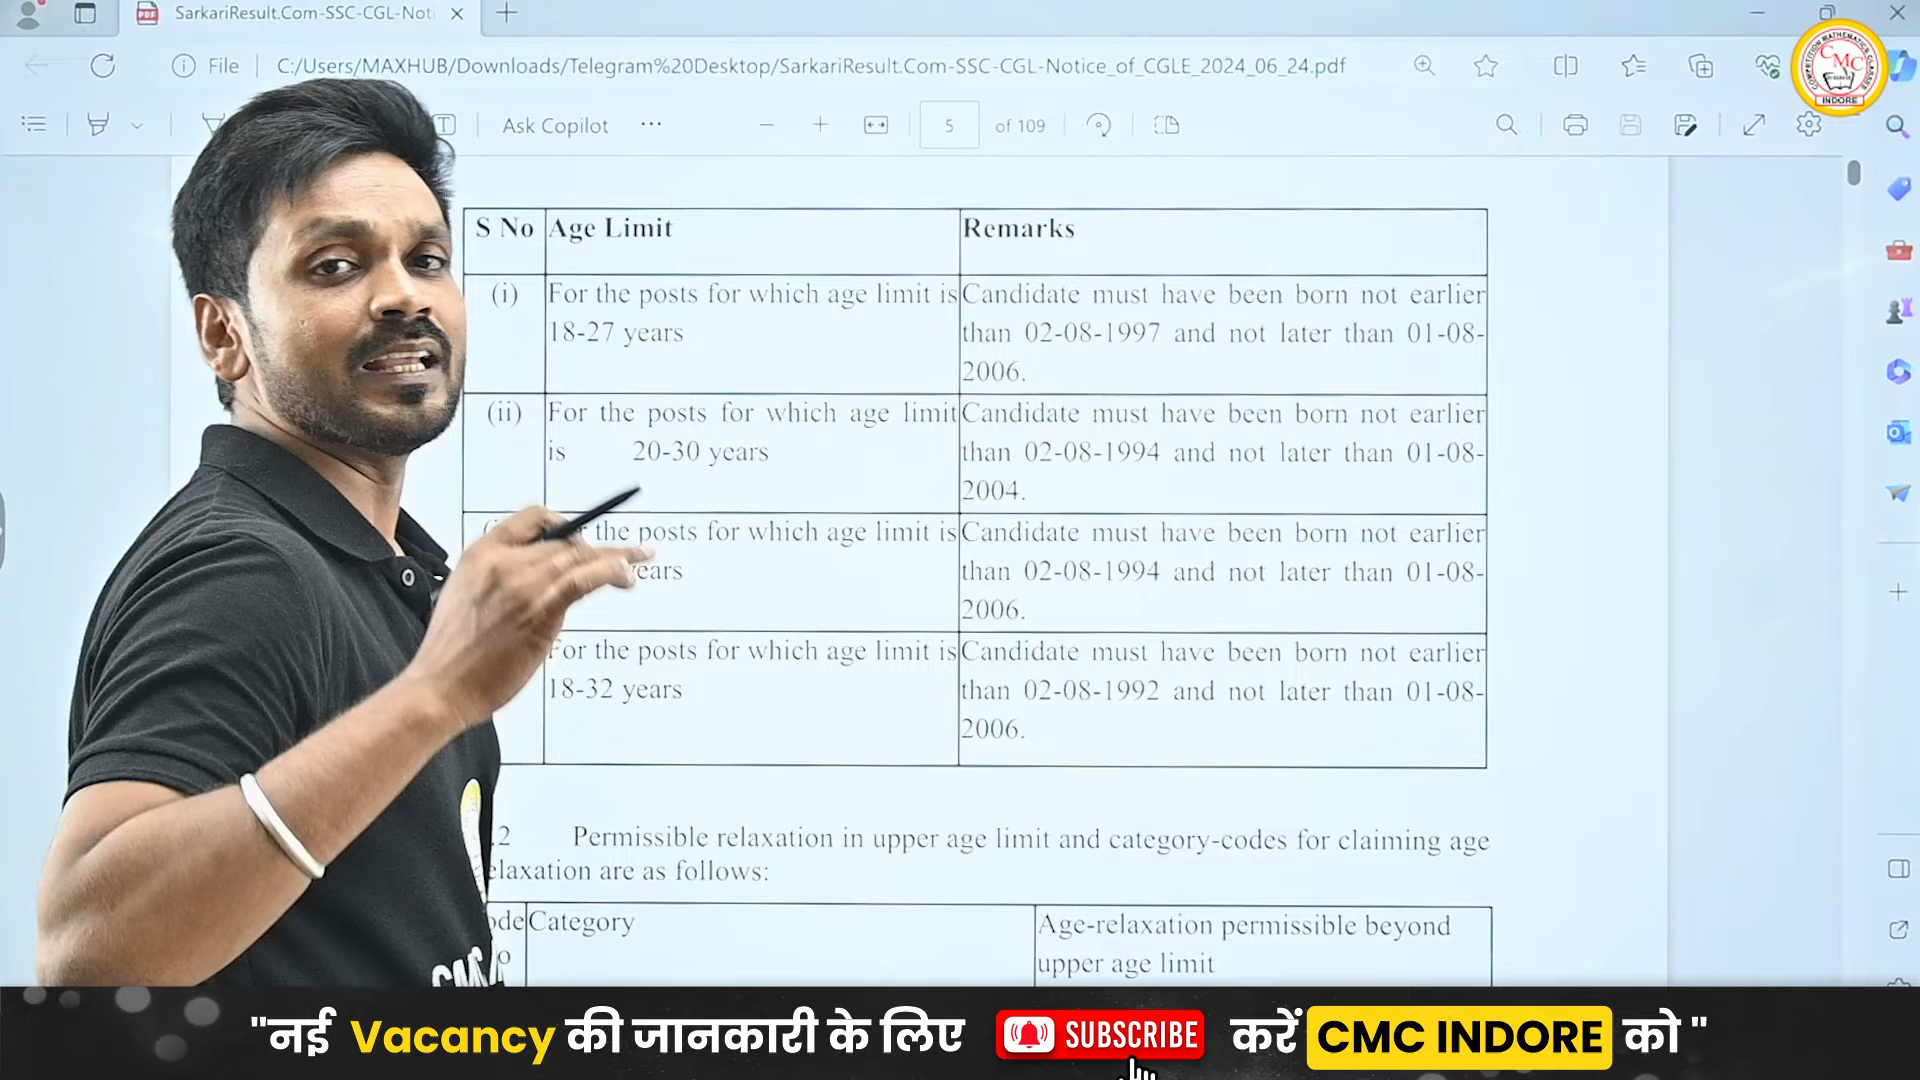 SarkariResult.Com-SSC-CGL-Noti
File
C:/Users/MAXHUB/Downloads/Telegram%20Desktop/SarkariResult.Com-SSC-CGL-Notice_of_CGLE_2024_06_24.pdf
Ask Copilot
5 of 109
COMPETITION MATHEMATICS CLASSES
CMC
INDORE
S No Age Limit Remarks
(i) For the posts for which age limit is Candidate must have been born not earlier
18-27 years than 02-08-1997 and not later than 01-08-
2006.
(ii) For the posts for which age limit Candidate must have been born not earlier
is 20-30 years than 02-08-1994 and not later than 01-08-
2004.
the posts for which age limit is Candidate must have been born not earlier
years than 02-08-1994 and not later than 01-08-
2006.
For the posts for which age limit is Candidate must have been born not earlier
18-32 years than 02-08-1992 and not later than 01-08-
2006.
.2 Permissible relaxation in upper age limit and category-codes for claiming age
elaxation are as follows:
ode Category Age-relaxation permissible beyond
o upper age limit
CMC
"नई Vacancy की जानकारी के लिए SUBSCRIBE करें CMC INDORE को "